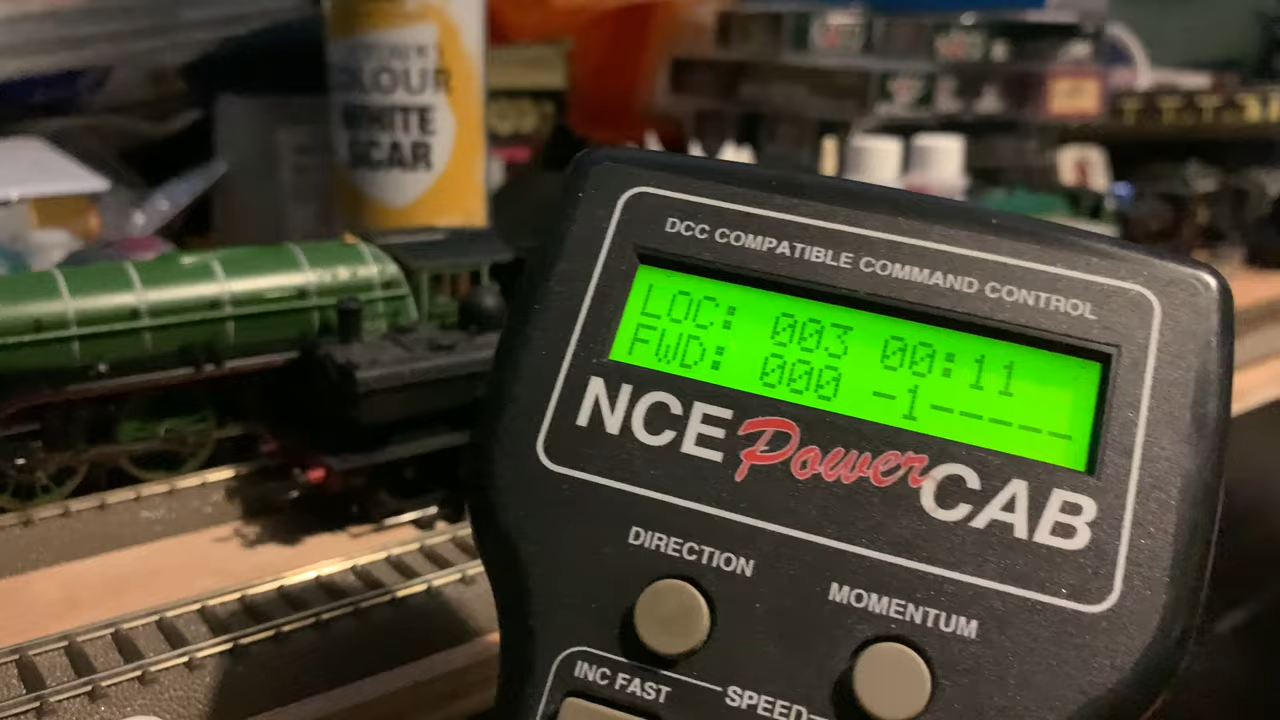 COLOUR
WHITE
SCAR
DCC COMPATIBLE COMMAND CONTROL
LOC: 003 00:11
FWD: 000 -1-----
NCE Power CAB
DIRECTION
MOMENTUM
INC FAST
SPEED